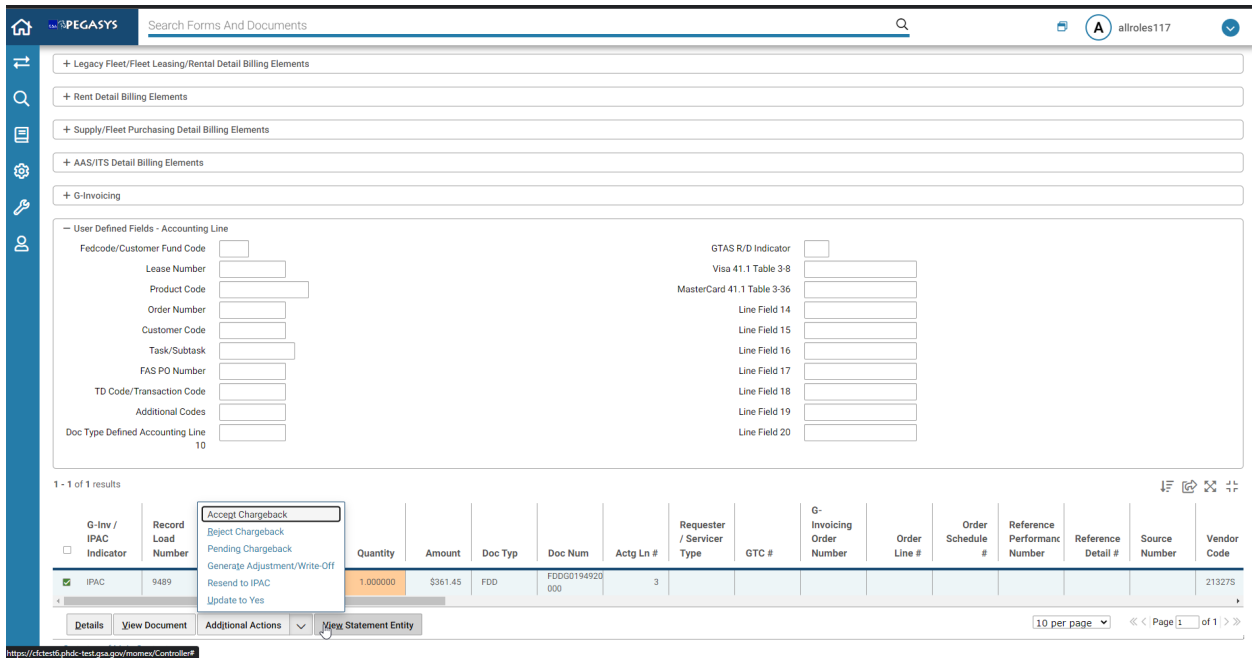 GSA PEGASYS
Search Forms And Documents
A allroles117
+ Legacy Fleet/Fleet Leasing/Rental Detail Billing Elements
+ Rent Detail Billing Elements
+ Supply/Fleet Purchasing Detail Billing Elements
+ AAS/ITS Detail Billing Elements
+ G-Invoicing
− User Defined Fields - Accounting Line
Fedcode/Customer Fund Code
GTAS R/D Indicator
Lease Number
Visa 41.1 Table 3-8
Product Code
MasterCard 41.1 Table 3-36
Order Number
Line Field 14
Customer Code
Line Field 15
Task/Subtask
Line Field 16
FAS PO Number
Line Field 17
TD Code/Transaction Code
Line Field 18
Additional Codes
Line Field 19
Doc Type Defined Accounting Line
10
Line Field 20
1 - 1 of 1 results
Accept Chargeback
Reject Chargeback
Pending Chargeback
Generate Adjustment/Write-Off
Resend to IPAC
Update to Yes
G-Inv /
IPAC
Indicator
Record
Load
Number
Quantity
Amount
Doc Typ
Doc Num
Actg Ln #
Requester
/ Servicer
Type
GTC #
G-
Invoicing
Order
Number
Order
Line #
Order
Schedule
#
Reference
Performanc
Number
Reference
Detail #
Source
Number
Vendor
Code
IPAC
9489
1.000000
$361.45
FDD
FDDG0194920
000
3
21327S
Details
View Document
Additional Actions
View Statement Entity
10 per page
Page 1 of 1
https://cfctest6.phdc-test.gsa.gov/momex/Controller#